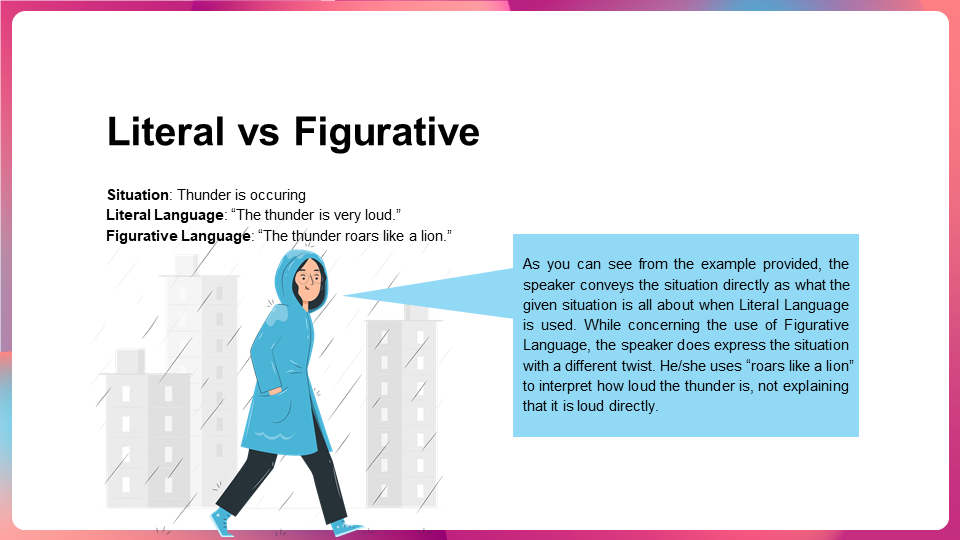 Literal vs Figurative
Situation: Thunder is occuring
Literal Language: “The thunder is very loud.”
Figurative Language: “The thunder roars like a lion.”
As you can see from the example provided, the
speaker conveys the situation directly as what the
given situation is all about when Literal Language
is used. While concerning the use of Figurative
Language, the speaker does express the situation
with a different twist. He/she uses “roars like a lion”
to interpret how loud the thunder is, not explaining
that it is loud directly.